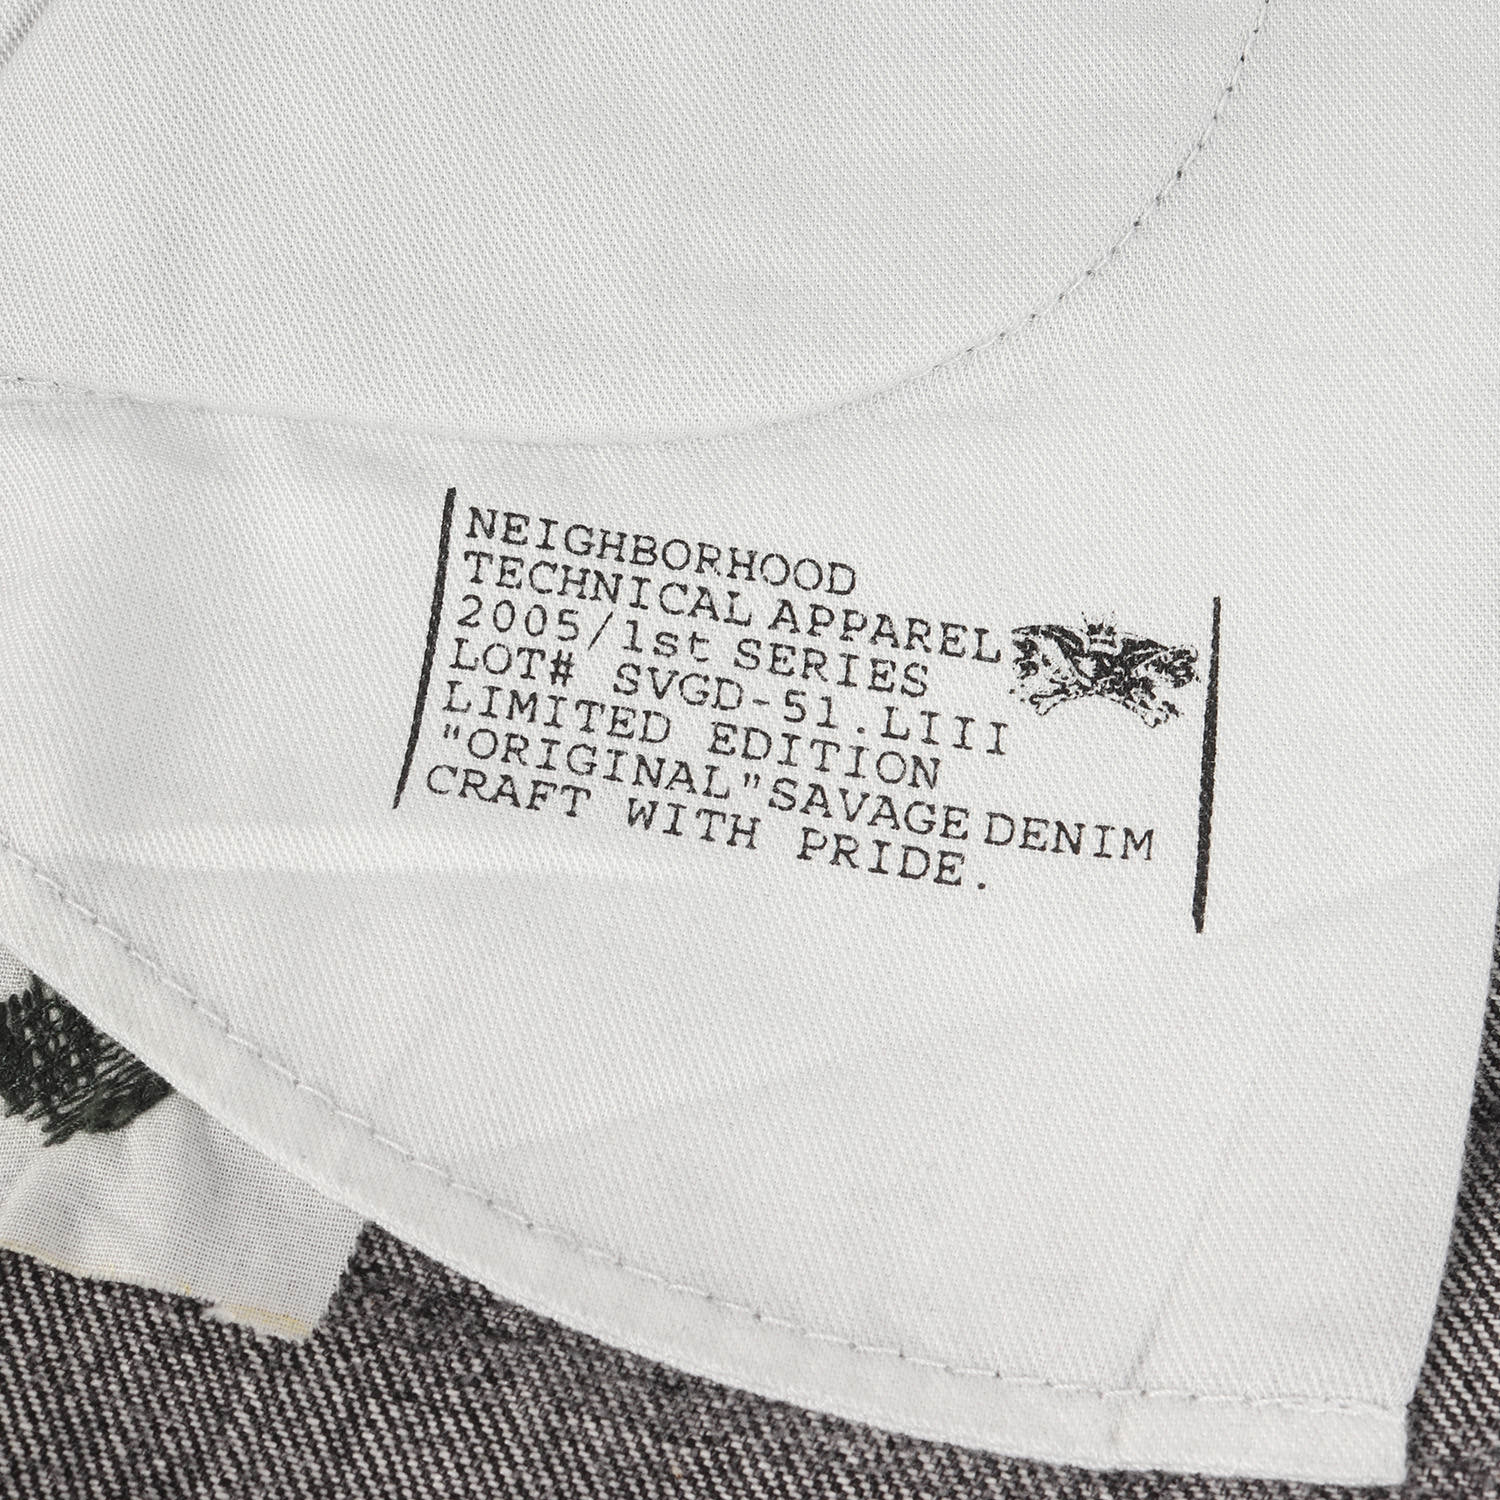 NEIGHBORHOOD
TECHNICAL APPAREL
2005/1st SERIES
LOT# SVGD-51.LIII
LIMITED EDITION
"ORIGINAL"SAVAGE DENIM
CRAFT WITH PRIDE.